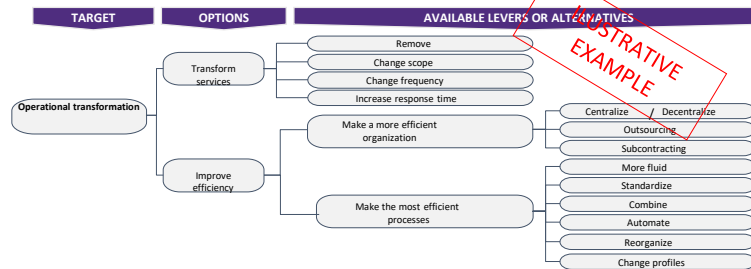 TARGET
OPTIONS
AVAILABLE LEVERS OR ALTERNATIVES
ILUSTRATIVE
EXAMPLE
Operational transformation
Transform
services
Remove
Change scope
Change frequency
Increase response time
Improve
efficiency
Make a more efficient
organization
Centralize / Decentralize
Outsourcing
Subcontracting
Make the most efficient
processes
More fluid
Standardize
Combine
Automate
Reorganize
Change profiles